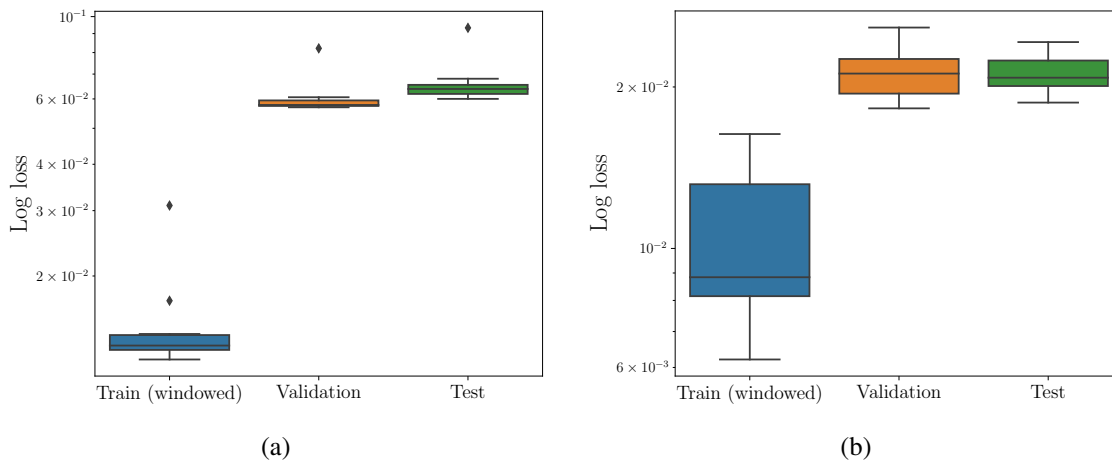 10⁻¹
6 × 10⁻²
4 × 10⁻²
3 × 10⁻²
2 × 10⁻²
Log loss
Train (windowed) Validation Test
(a)
2 × 10⁻²
10⁻²
6 × 10⁻³
Log loss
Train (windowed) Validation Test
(b)